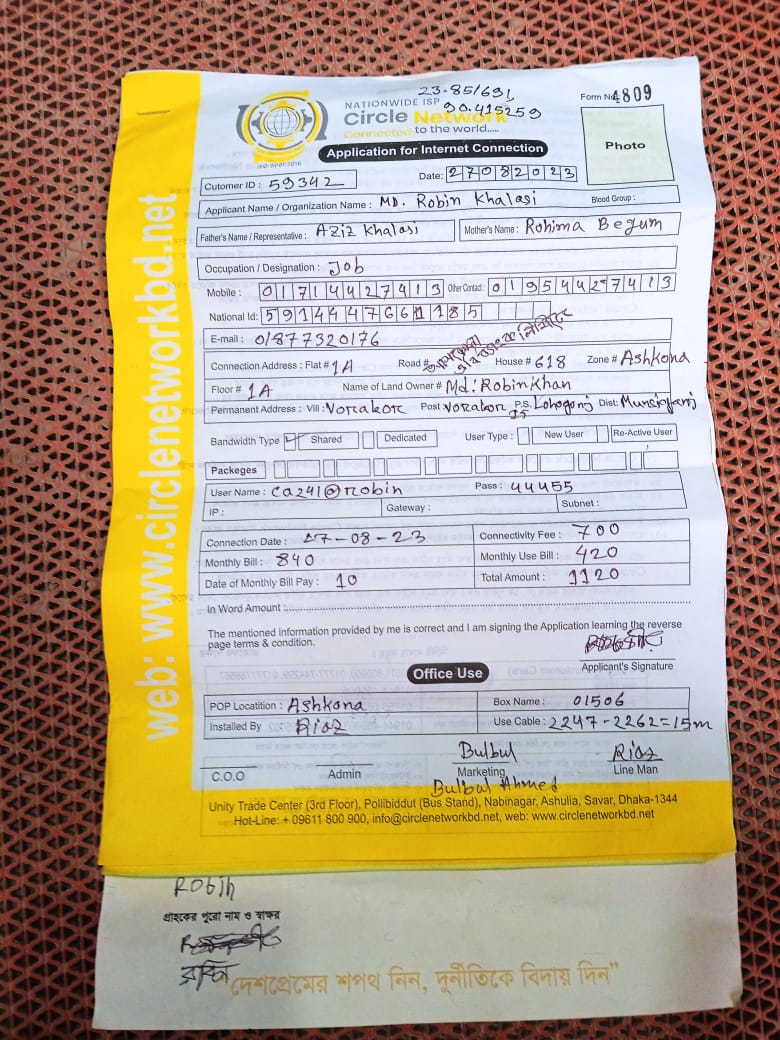 23.85/691,
90.415259
NATIONWIDE ISP
Circle Network
Connected to the world.....
ISO 9001:2015
Form No 4809
Photo
Application for Internet Connection
Cutomer ID : 59342
Date: 27082023
Applicant Name / Organization Name : MD. Robin Khalasi Blood Group :
Father's Name / Representative : Aziz Khalasi Mother's Name : Rohima Begum
Occupation / Designation : Job
Mobile : 01714427413 Other Contact : 01954427413
National Id: 5914447661185
E-mail : 01877320176
Connection Address : Flat # 1A Road # House # 618 Zone # Ashkona
Floor # 1A Name of Land Owner # Md: Robin Khan
Permanent Address : Vill : Vorakor Post Vorakor P.S. Lohogonj Dist: Munsiganj
Bandwidth Type Shared Dedicated User Type : New User Re-Active User
Packeges
User Name : ca241@robin Pass : 44455
IP : Gateway : Subnet :
Connection Date : 27-08-23 Connectivity Fee : 700
Monthly Bill : 840 Monthly Use Bill : 420
Date of Monthly Bill Pay : 10 Total Amount : 1120
In Word Amount :
The mentioned information provided by me is correct and I am signing the Application learning the reverse
page terms & condition.
Applicant's Signature
Office Use
POP Locatition : Ashkona Box Name : 01506
Installed By : Riaz Use Cable : 2247-2262=15m
Bulbul Riaz
C.O.O Admin Marketing Line Man
Bulbul Ahmed
Unity Trade Center (3rd Floor), Pollibiddut (Bus Stand), Nabinagar, Ashulia, Savar, Dhaka-1344
Hot-Line: + 09611 800 900, info@circlenetworkbd.net, web: www.circlenetworkbd.net
web: www.circlenetworkbd.net
Robin
গ্রাহকের পুরো নাম ও স্বাক্ষর
রবিন
দেশপ্রেমের শপথ নিন, দুর্নীতিকে বিদায় দিন"